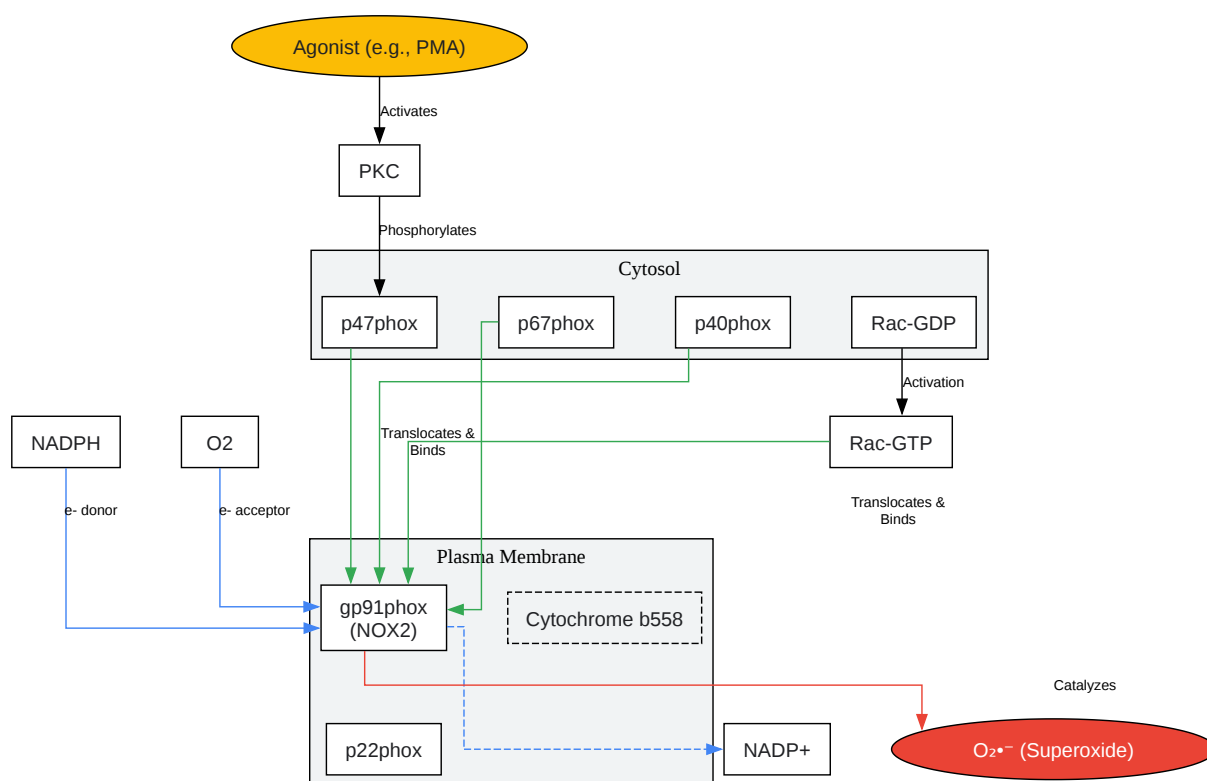 Agonist (e.g., PMA)
Activates
PKC
Phosphorylates
Cytosol
p47phox
p67phox
p40phox
Rac-GDP
Activation
NADPH
O2
Translocates &
Binds
Rac-GTP
e- donor
e- acceptor
Translocates &
Binds
Plasma Membrane
gp91phox
(NOX2)
Cytochrome b558
Catalyzes
p22phox
NADP+
O₂•⁻ (Superoxide)